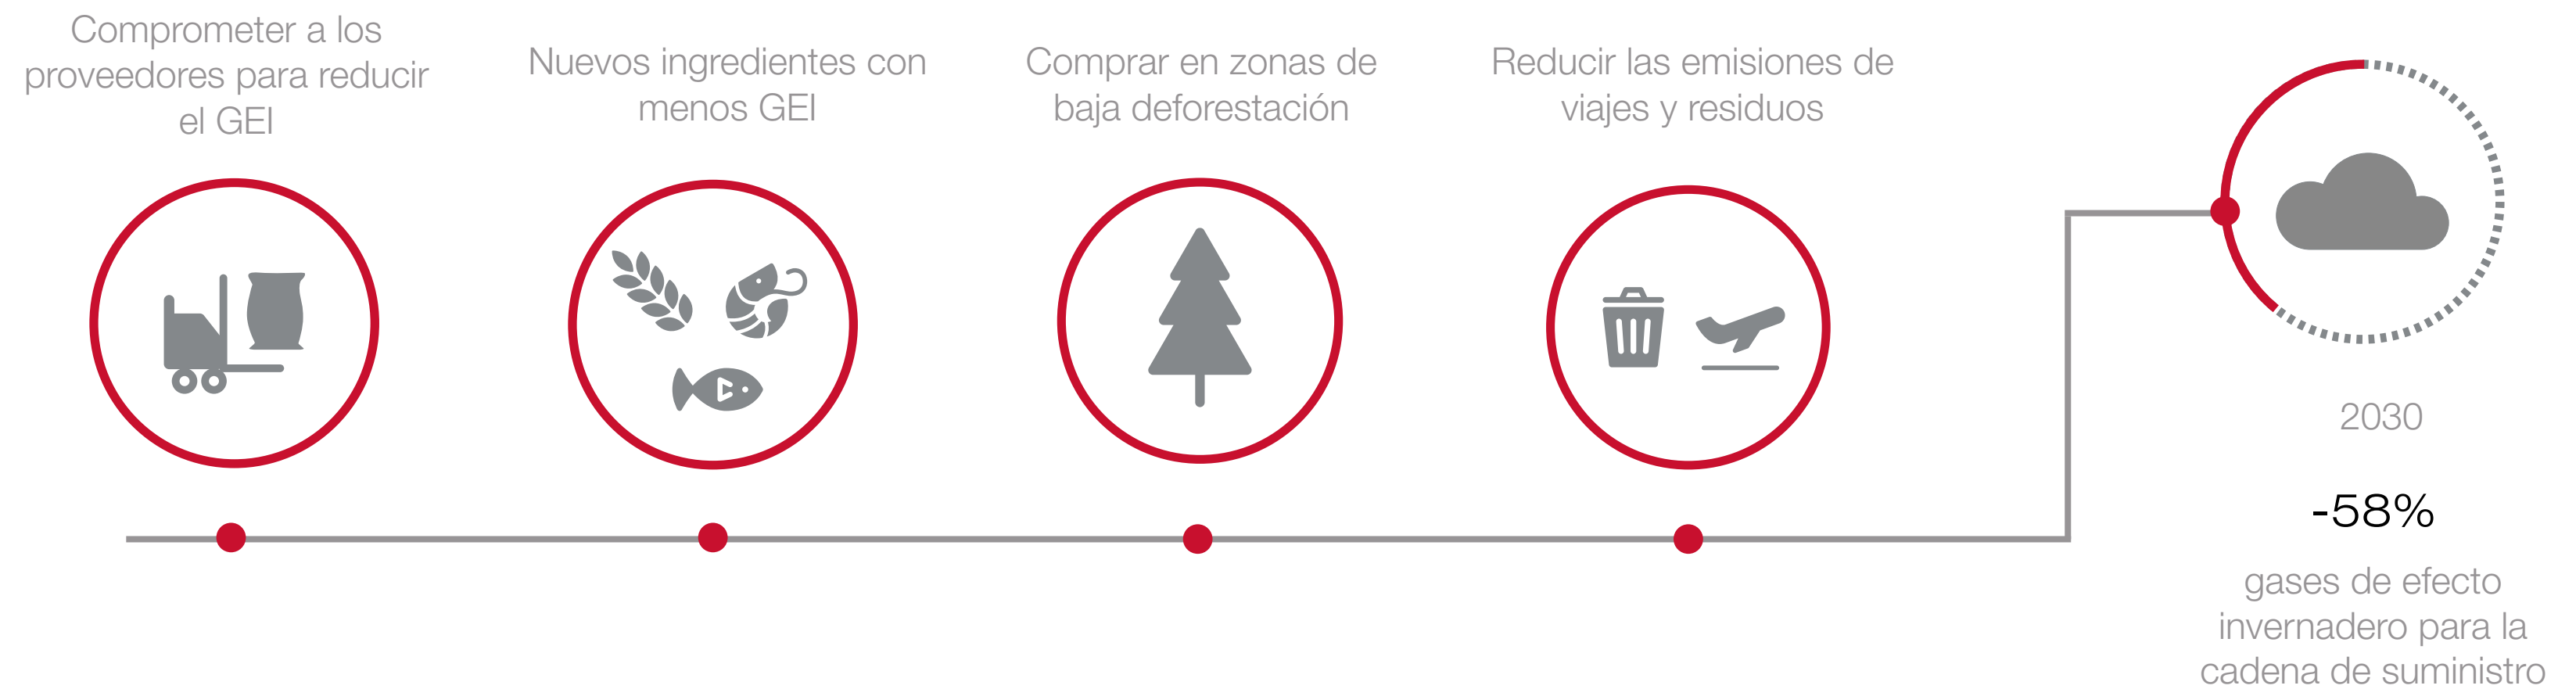 Comprometer a los
proveedores para reducir
el GEI
Nuevos ingredientes con
menos GEI
Comprar en zonas de
baja deforestación
Reducir las emisiones de
viajes y residuos
2030
-58%
gases de efecto
invernadero para la
cadena de suministro